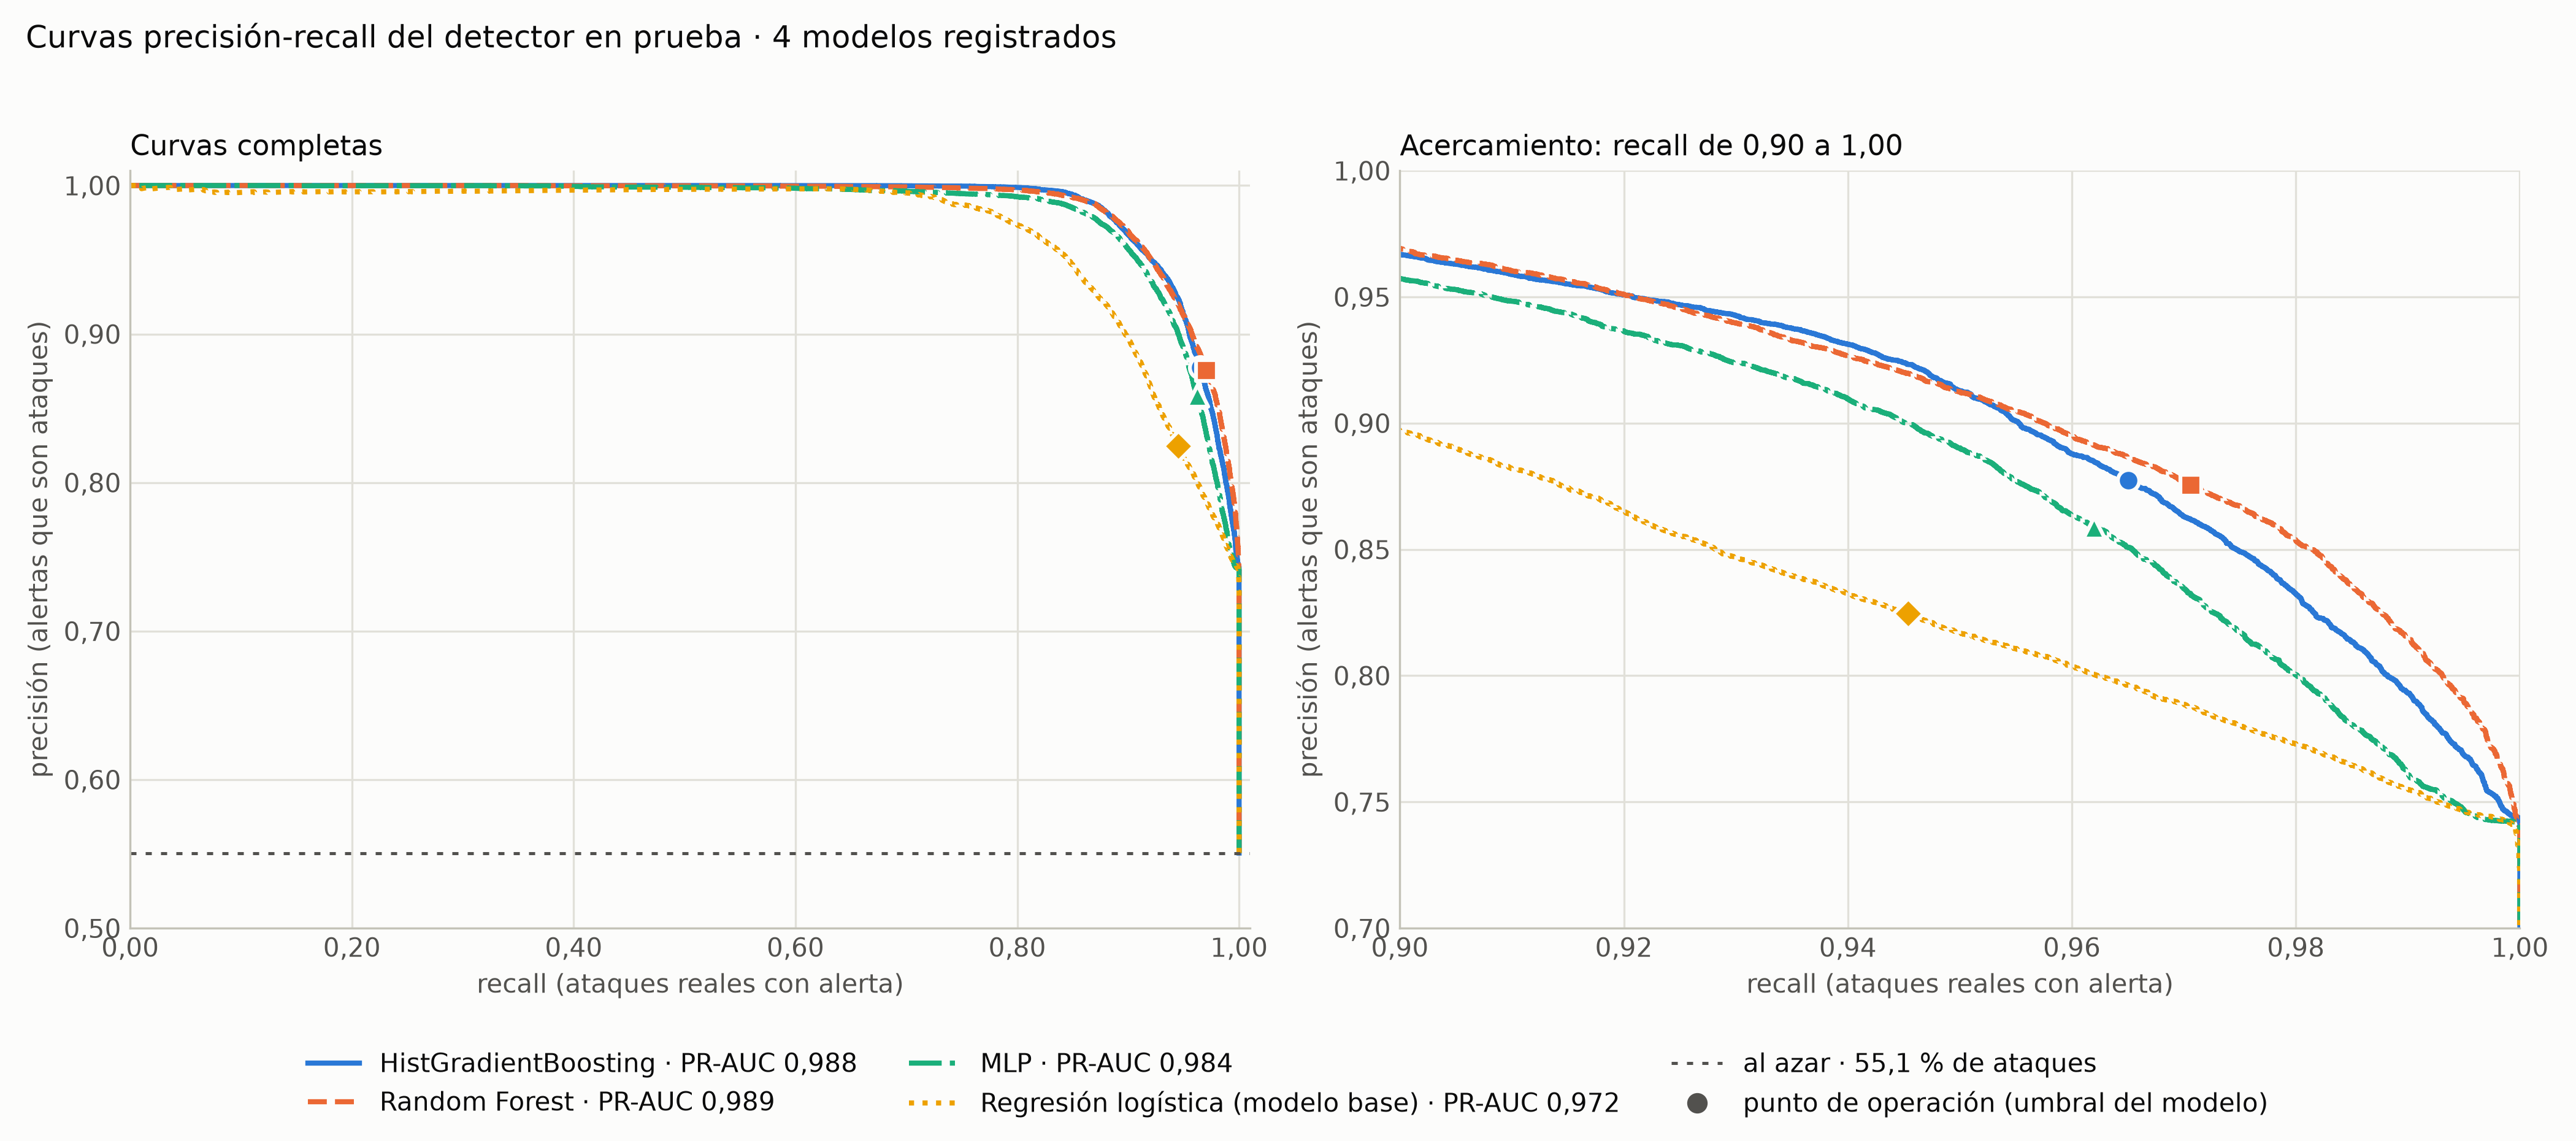 Curvas precisión-recall del detector en prueba · 4 modelos registrados
Curvas completas
precisión (alertas que son ataques)
1,00
0,90
0,80
0,70
0,60
0,50
0,00 0,20 0,40 0,60 0,80 1,00
recall (ataques reales con alerta)
Acercamiento: recall de 0,90 a 1,00
precisión (alertas que son ataques)
1,00
0,95
0,90
0,85
0,80
0,75
0,70
0,90 0,92 0,94 0,96 0,98 1,00
recall (ataques reales con alerta)
HistGradientBoosting · PR-AUC 0,988
Random Forest · PR-AUC 0,989
MLP · PR-AUC 0,984
Regresión logística (modelo base) · PR-AUC 0,972
al azar · 55,1 % de ataques
punto de operación (umbral del modelo)